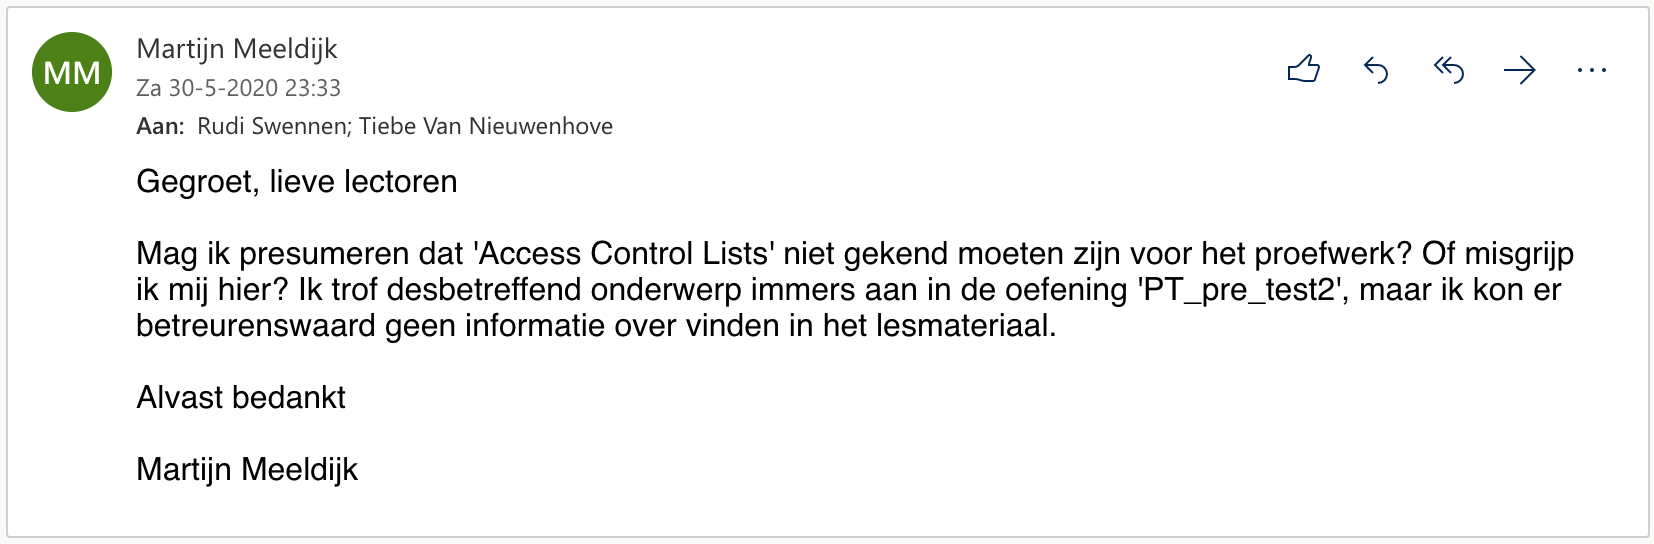 MM
Martijn Meeldijk
Za 30-5-2020 23:33
Aan: Rudi Swennen; Tiebe Van Nieuwenhove
Gegroet, lieve lectoren
Mag ik presumeren dat 'Access Control Lists' niet gekend moeten zijn voor het proefwerk? Of misgrijp
ik mij hier? Ik trof desbetreffend onderwerp immers aan in de oefening 'PT_pre_test2', maar ik kon er
betreurenswaard geen informatie over vinden in het lesmateriaal.
Alvast bedankt
Martijn Meeldijk